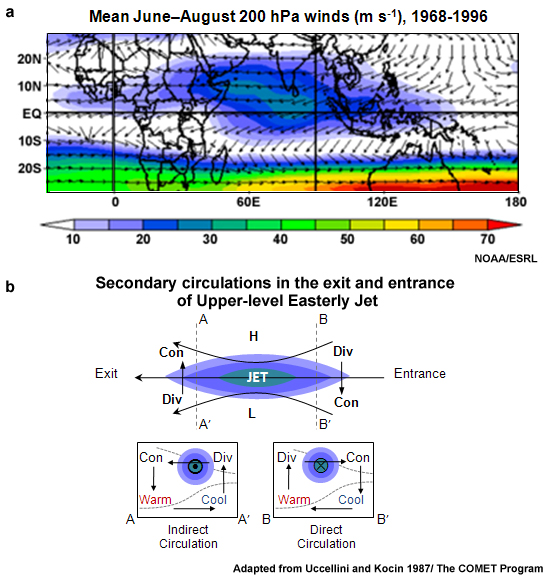 a
Mean June–August 200 hPa winds (m s-1), 1968-1996
20N
10N
EQ
10S
20S
0 60E 120E 180
10 20 30 40 50 60 70
NOAA/ESRL
b
Secondary circulations in the exit and entrance
of Upper-level Easterly Jet
A B
H
Con Div
Exit JET Entrance
Div Con
L
A′ B′
Con Div Div Con
Warm Cool Warm Cool
A A′ B B′
Indirect Circulation
Direct Circulation
Adapted from Uccellini and Kocin 1987/ The COMET Program